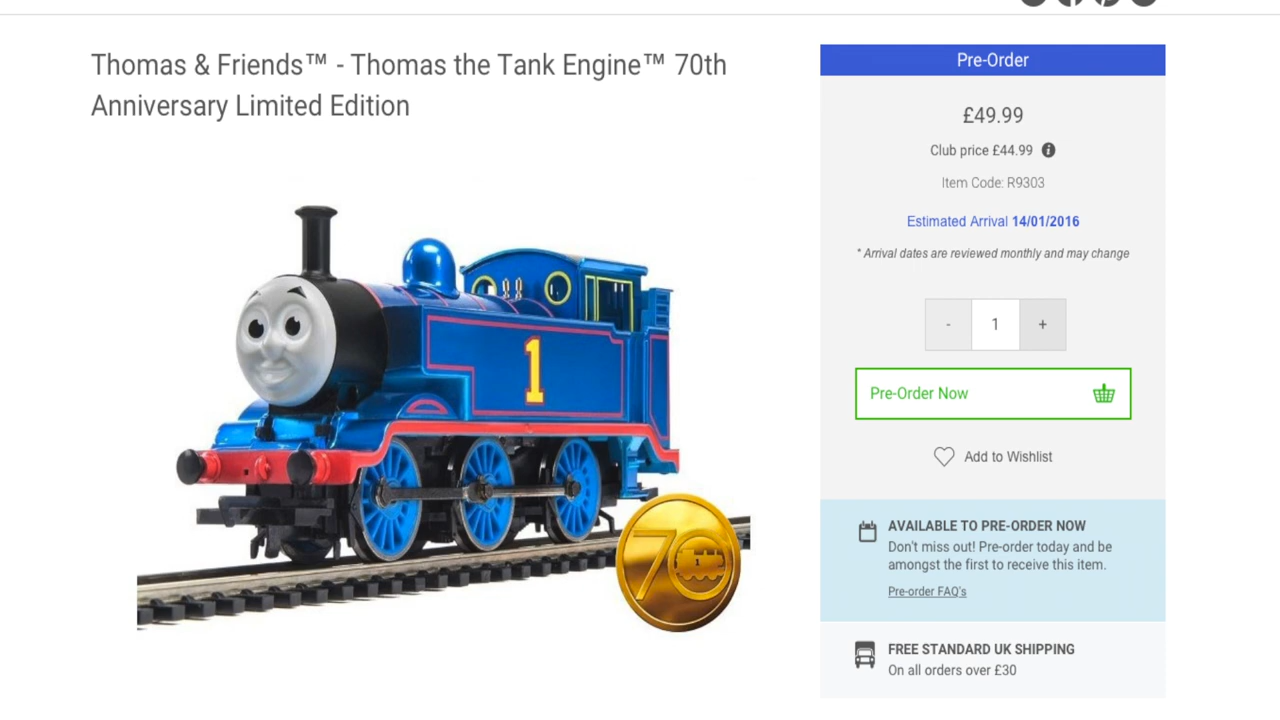 Thomas & Friends™ - Thomas the Tank Engine™ 70th
Anniversary Limited Edition
1
70
1
Pre-Order
£49.99
Club price £44.99 i
Item Code: R9303
Estimated Arrival 14/01/2016
* Arrival dates are reviewed monthly and may change
- 1 +
Pre-Order Now
Add to Wishlist
AVAILABLE TO PRE-ORDER NOW
Don't miss out! Pre-order today and be
amongst the first to receive this item.
Pre-order FAQ's
FREE STANDARD UK SHIPPING
On all orders over £30